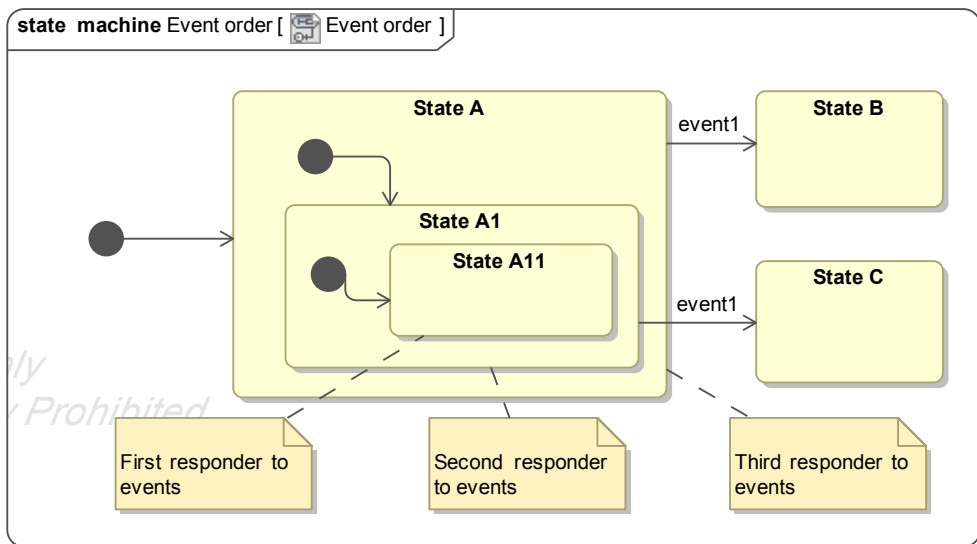 state machine Event order [ Event order ]
State A
event1
State B
State A1
State A11
event1
State C
Prohibited
First responder to
events
Second responder
to events
Third responder to
events